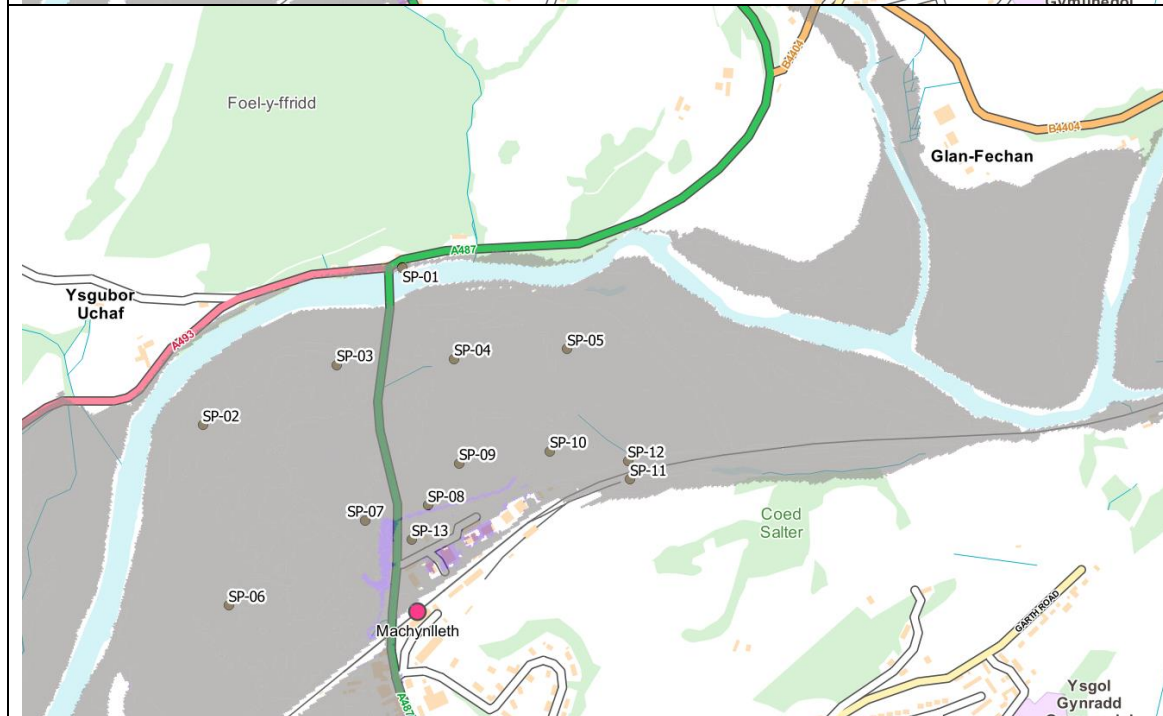 Gymunedol
B4404
Foel-y-ffridd
B4404
Glan-Fechan
A487
SP-01
Ysgubor
Uchaf
A493
SP-03
SP-04
SP-05
SP-02
SP-09
SP-10
SP-12
SP-11
SP-08
SP-07
SP-13
Coed
Salter
SP-06
Machynlleth
GARTH ROAD
A487
Ysgol
Gynradd